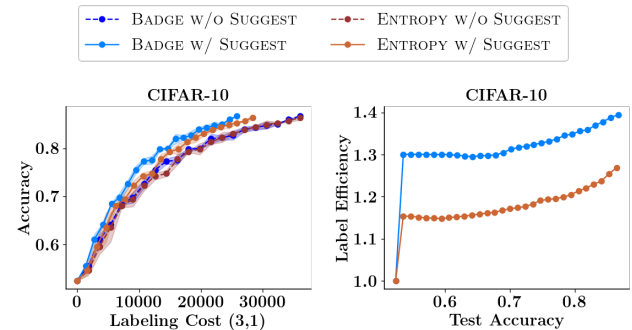 BADGE W/O SUGGEST
ENTROPY W/O SUGGEST
BADGE W/ SUGGEST
ENTROPY W/ SUGGEST
CIFAR-10
Accuracy
0.8
0.7
0.6
0
10000
20000
30000
Labeling Cost (3,1)
CIFAR-10
Label Efficiency
1.4
1.3
1.2
1.1
1.0
0.6
0.7
0.8
Test Accuracy